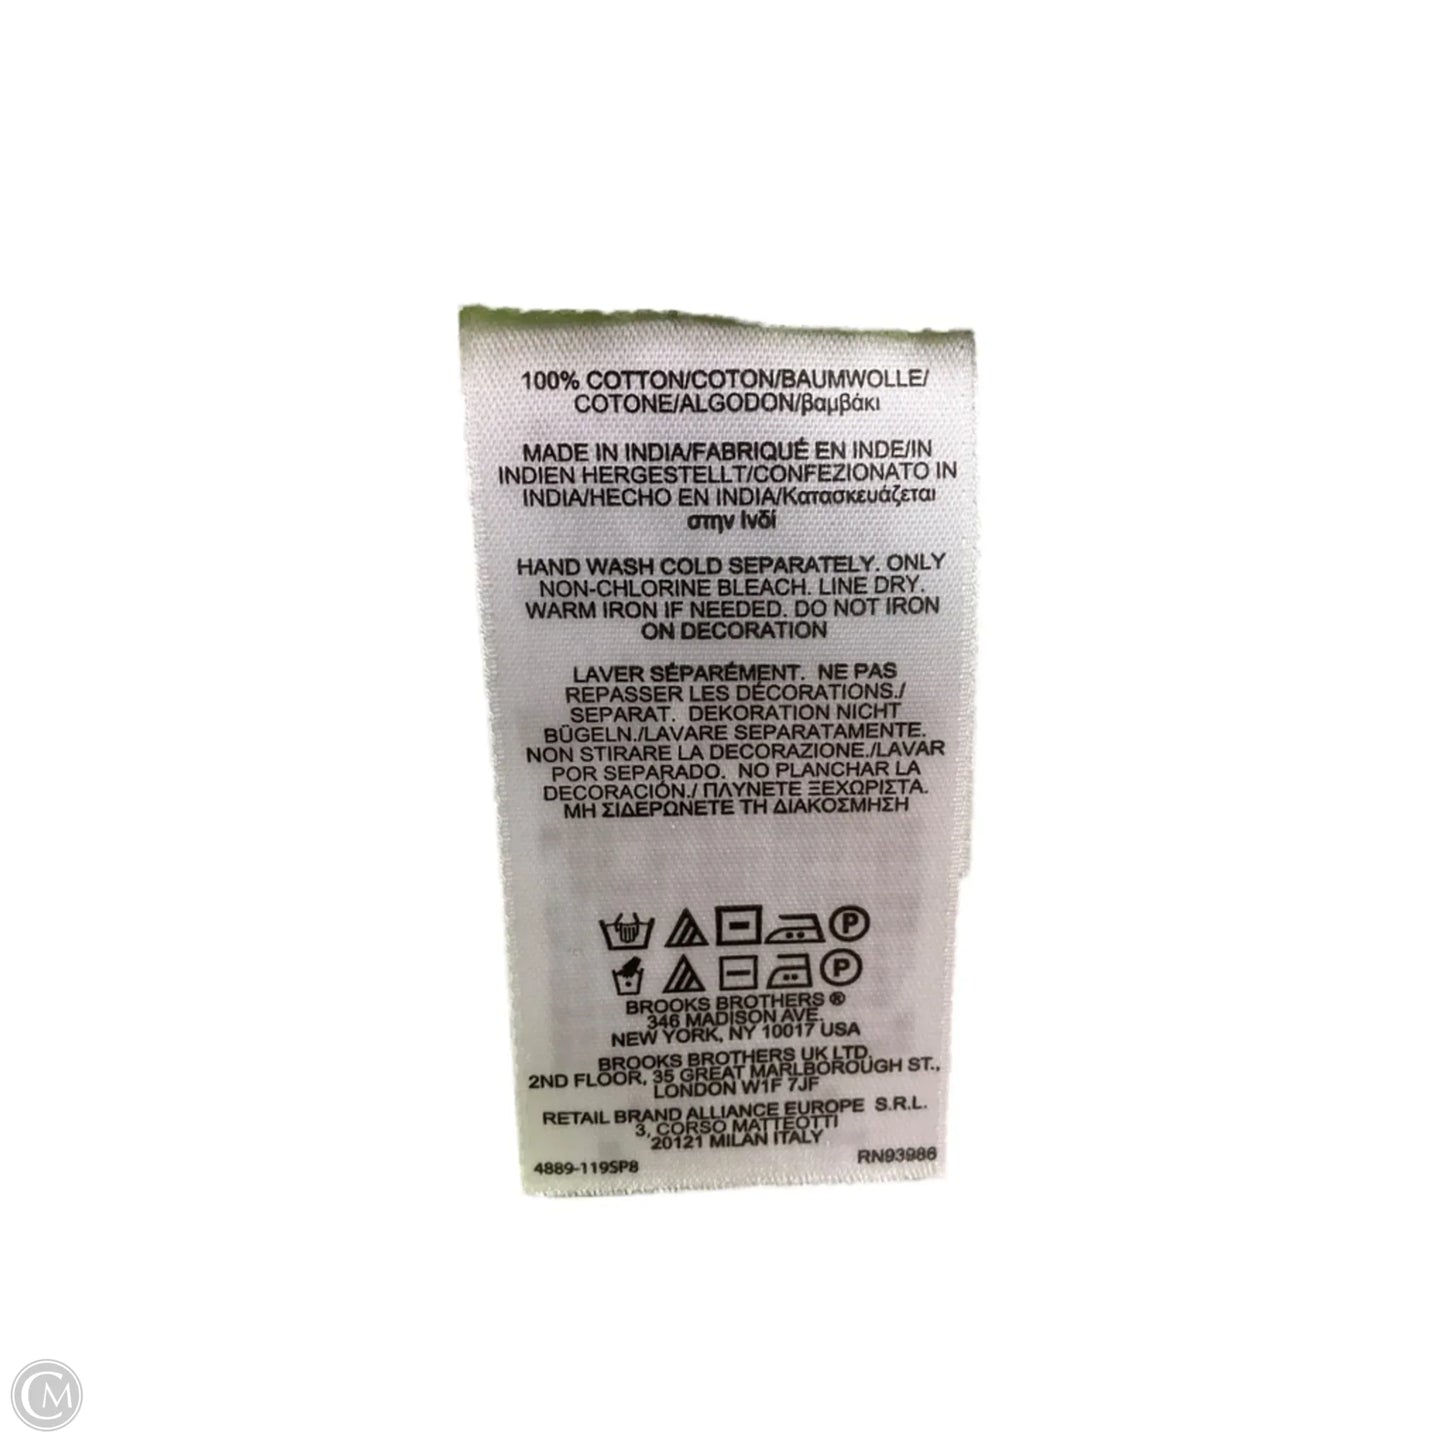 100% COTTON/COTON/BAUMWOLLE/
COTONE/ALGODON/βαμβάκι
MADE IN INDIA/FABRIQUÉ EN INDE/IN
INDIEN HERGESTELLT/CONFEZIONATO IN
INDIA/HECHO EN INDIA/Κατασκευάζεται
στην Ινδί
HAND WASH COLD SEPARATELY. ONLY
NON-CHLORINE BLEACH. LINE DRY.
WARM IRON IF NEEDED. DO NOT IRON
ON DECORATION
LAVER SÉPARÉMENT. NE PAS
REPASSER LES DÉCORATIONS./
SEPARAT. DEKORATION NICHT
BÜGELN./LAVARE SEPARATAMENTE.
NON STIRARE LA DECORAZIONE./LAVAR
POR SEPARADO. NO PLANCHAR LA
DECORACIÓN./ ΠΛΥΝΕΤΕ ΞΕΧΩΡΙΣΤΑ.
ΜΗ ΣΙΔΕΡΩΝΕΤΕ ΤΗ ΔΙΑΚΟΣΜΗΣΗ
P
P
BROOKS BROTHERS ®
346 MADISON AVE.
NEW YORK, NY 10017 USA
BROOKS BROTHERS UK LTD.
2ND FLOOR, 35 GREAT MARLBOROUGH ST.,
LONDON W1F 7JF
RETAIL BRAND ALLIANCE EUROPE S.R.L.
3, CORSO MATTEOTTI
20121 MILAN ITALY
4889-119SP8 RN93986
CM